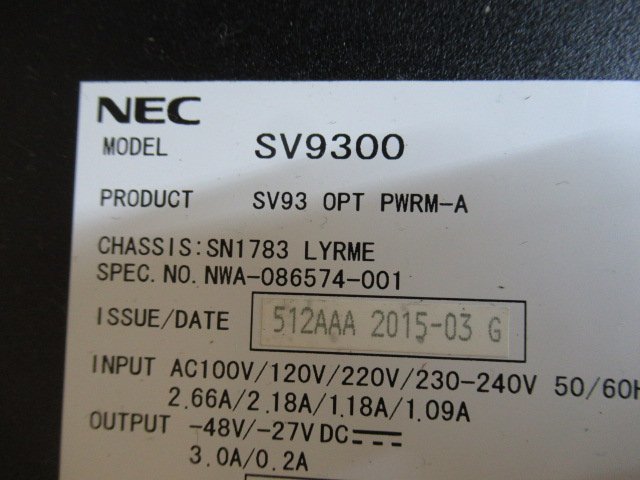 NEC
MODEL SV9300
PRODUCT SV93 OPT PWRM-A
CHASSIS:SN1783 LYRME
SPEC.NO.NWA-086574-001
ISSUE/DATE 512AAA 2015-03 G
INPUT AC100V/120V/220V/230-240V 50/60H
2.66A/2.18A/1.18A/1.09A
OUTPUT -48V/-27V DC⎓
3.0A/0.2A